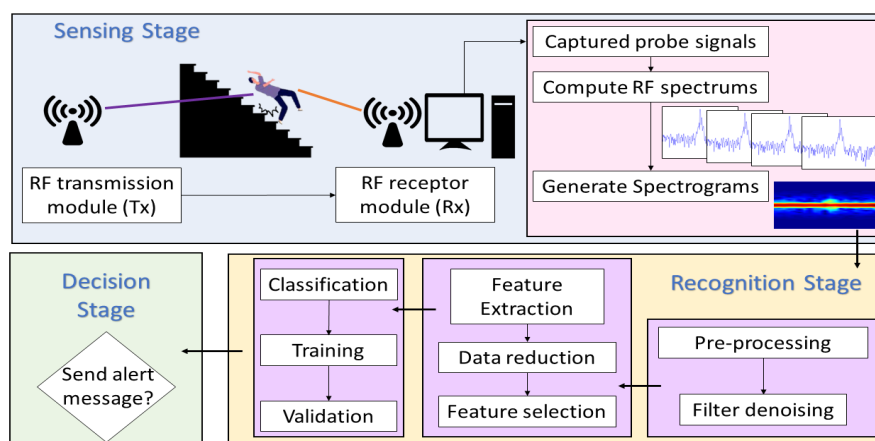 Sensing Stage
RF transmission
module (Tx)
RF receptor
module (Rx)
Captured probe signals
Compute RF spectrums
Generate Spectrograms
Recognition Stage
Pre-processing
Filter denoising
Feature
Extraction
Data reduction
Feature selection
Classification
Training
Validation
Decision
Stage
Send alert
message?